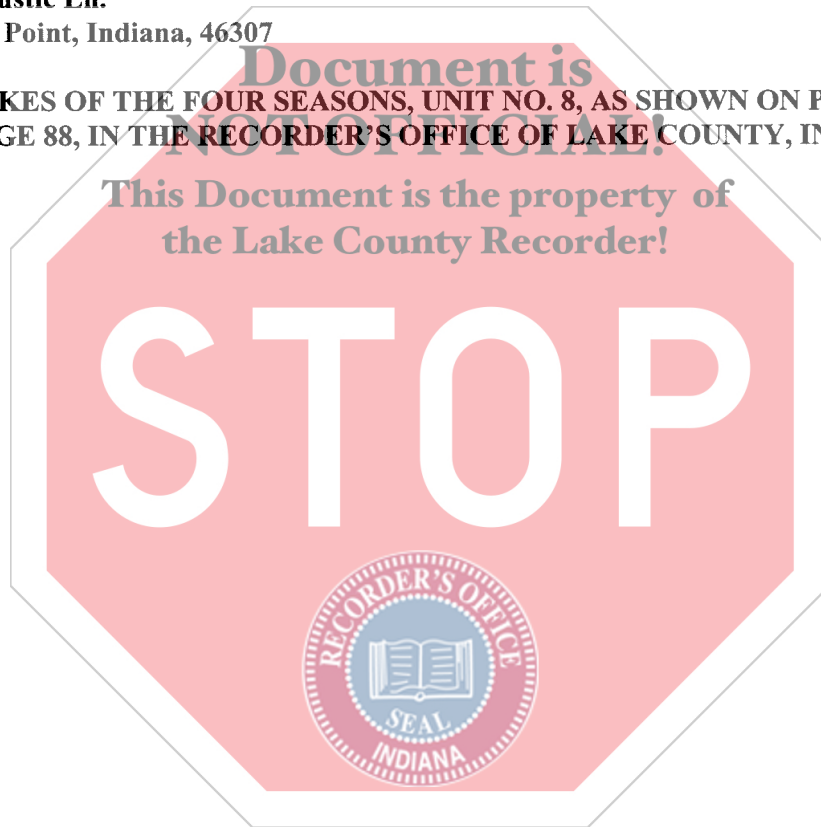 ustic Ln.
Point, Indiana, 46307
Document is
KES OF THE FOUR SEASONS, UNIT NO. 8, AS SHOWN ON P
NOT OFFICIAL!
GE 88, IN THE RECORDER'S OFFICE OF LAKE COUNTY, IN
This Document is the property of
the Lake County Recorder!
STOP
RECORDER'S OFFICE
SEAL
INDIANA